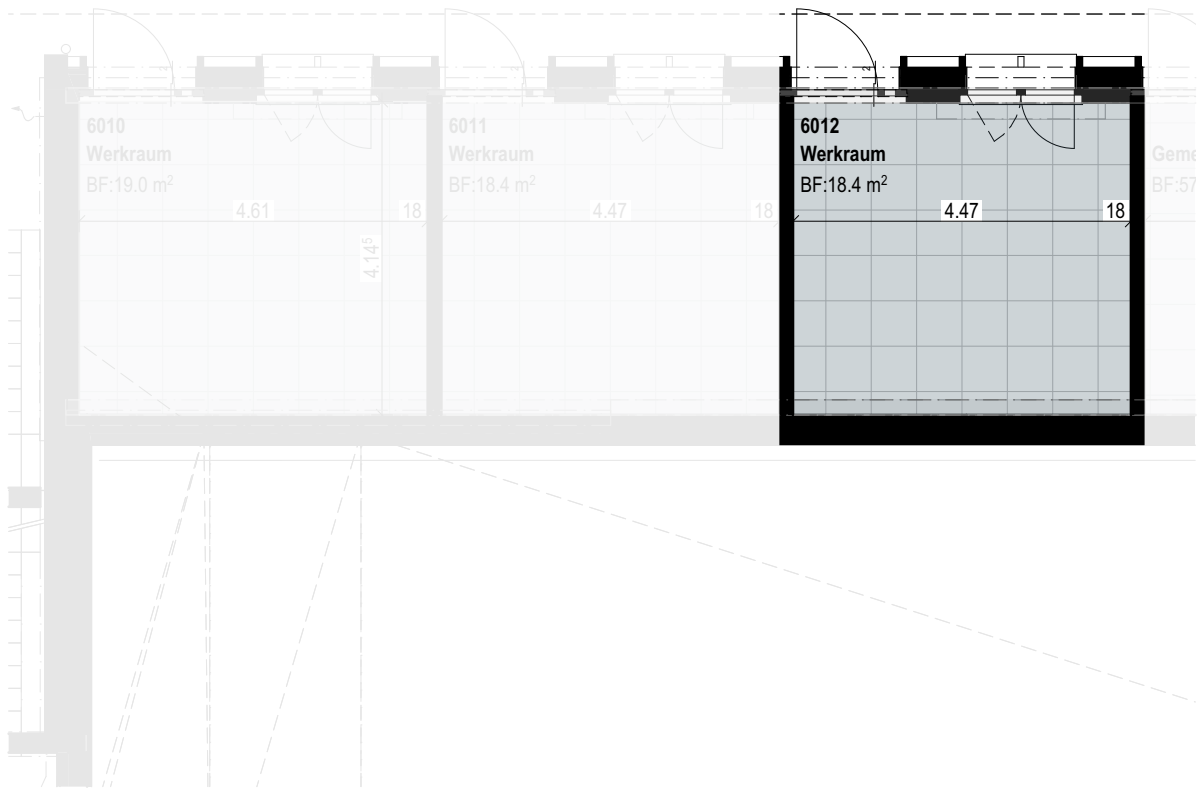 6010
Werkraum
BF:19.0 m²
4.61
18
4.14⁵
6011
Werkraum
BF:18.4 m²
4.47
18
6012
Werkraum
BF:18.4 m²
4.47
18
Geme
BF:57